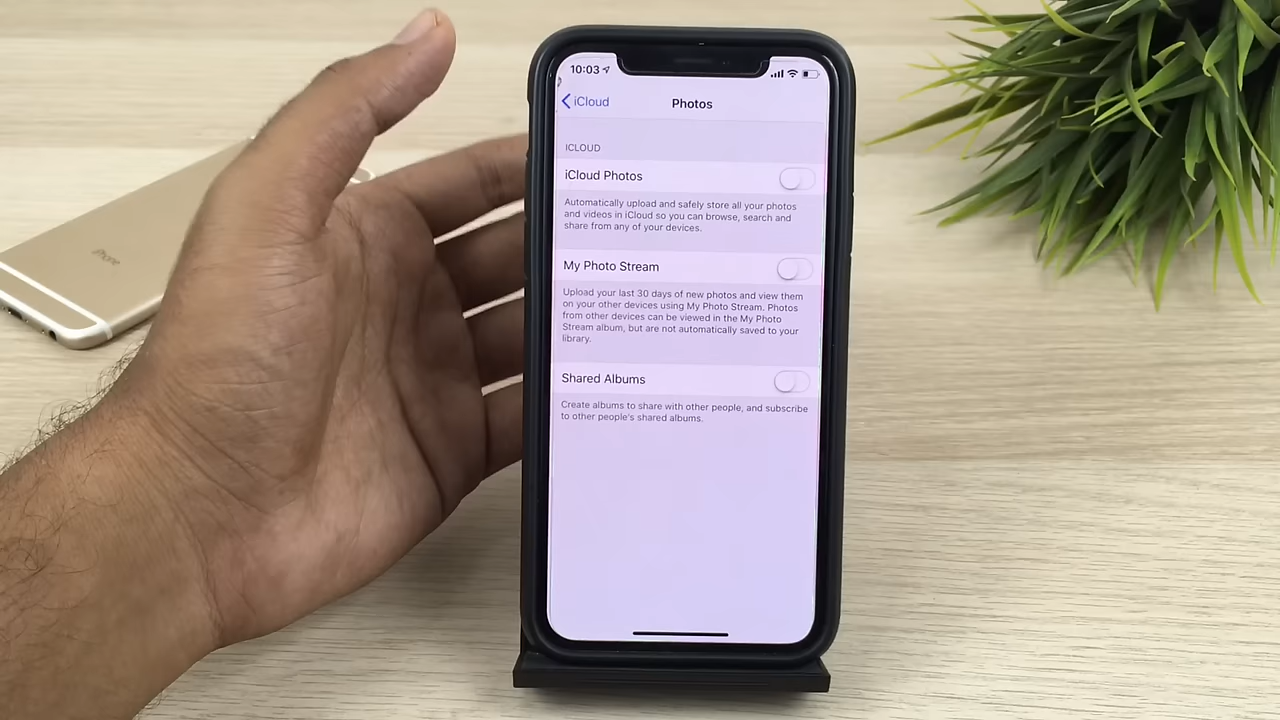 10:03
iCloud
Photos
ICLOUD
iCloud Photos
Automatically upload and safely store all your photos
and videos in iCloud so you can browse, search and
share from any of your devices.
My Photo Stream
Upload your last 30 days of new photos and view them
on your other devices using My Photo Stream. Photos
from other devices can be viewed in the My Photo
Stream album, but are not automatically saved to your
library.
Shared Albums
Create albums to share with other people, and subscribe
to other people's shared albums.
iPhone